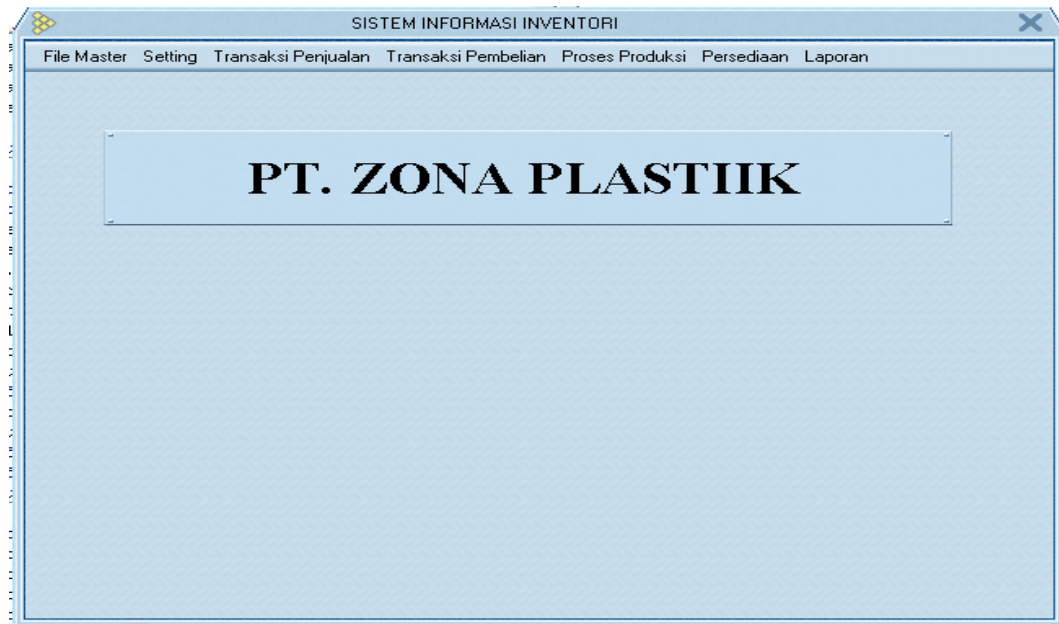 SISTEM INFORMASI INVENTORI
File Master Setting Transaksi Penjualan Transaksi Pembelian Proses Produksi Persediaan Laporan
PT. ZONA PLASTIIK